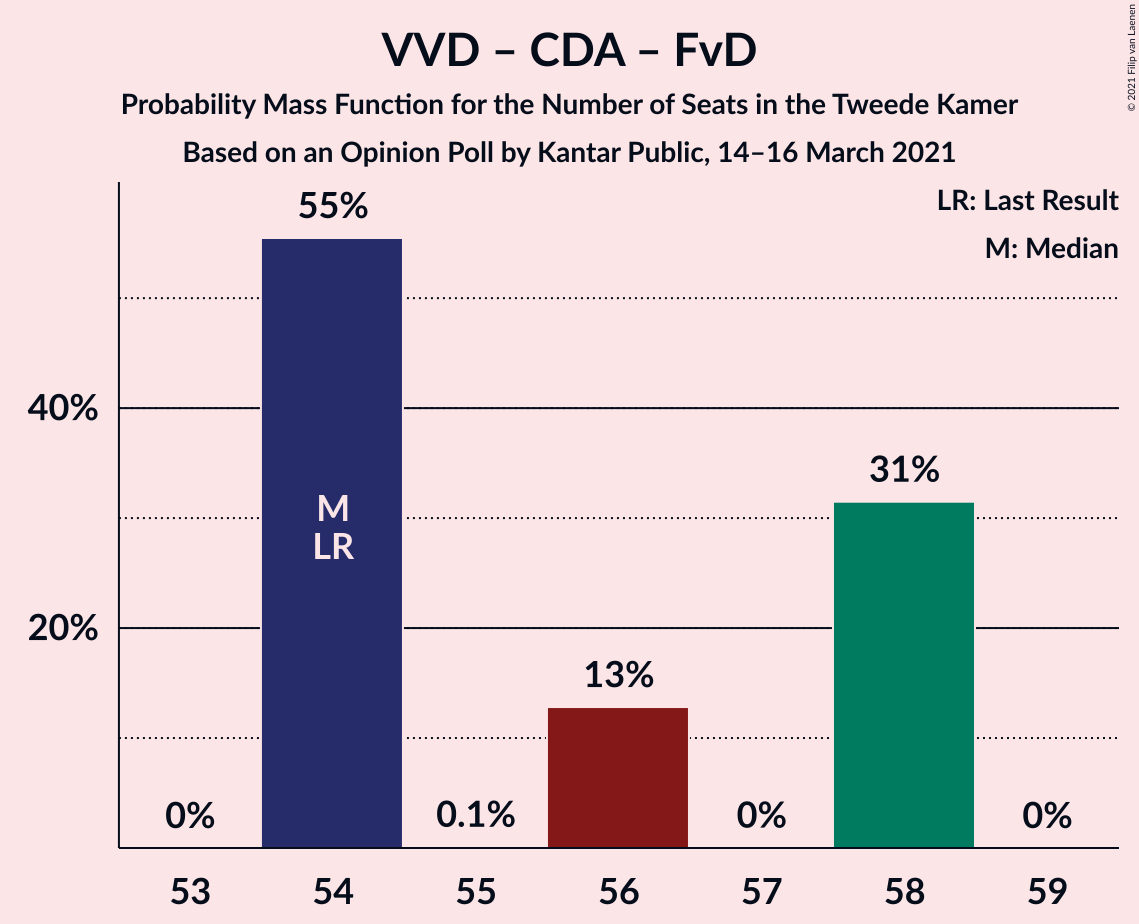 VVD – CDA – FvD
Probability Mass Function for the Number of Seats in the Tweede Kamer
Based on an Opinion Poll by Kantar Public, 14–16 March 2021
© 2021 Filip van Laenen
LR: Last Result
M: Median
55%
40%
31%
M
LR
20%
13%
0%
0.1%
0%
0%
53
54
55
56
57
58
59